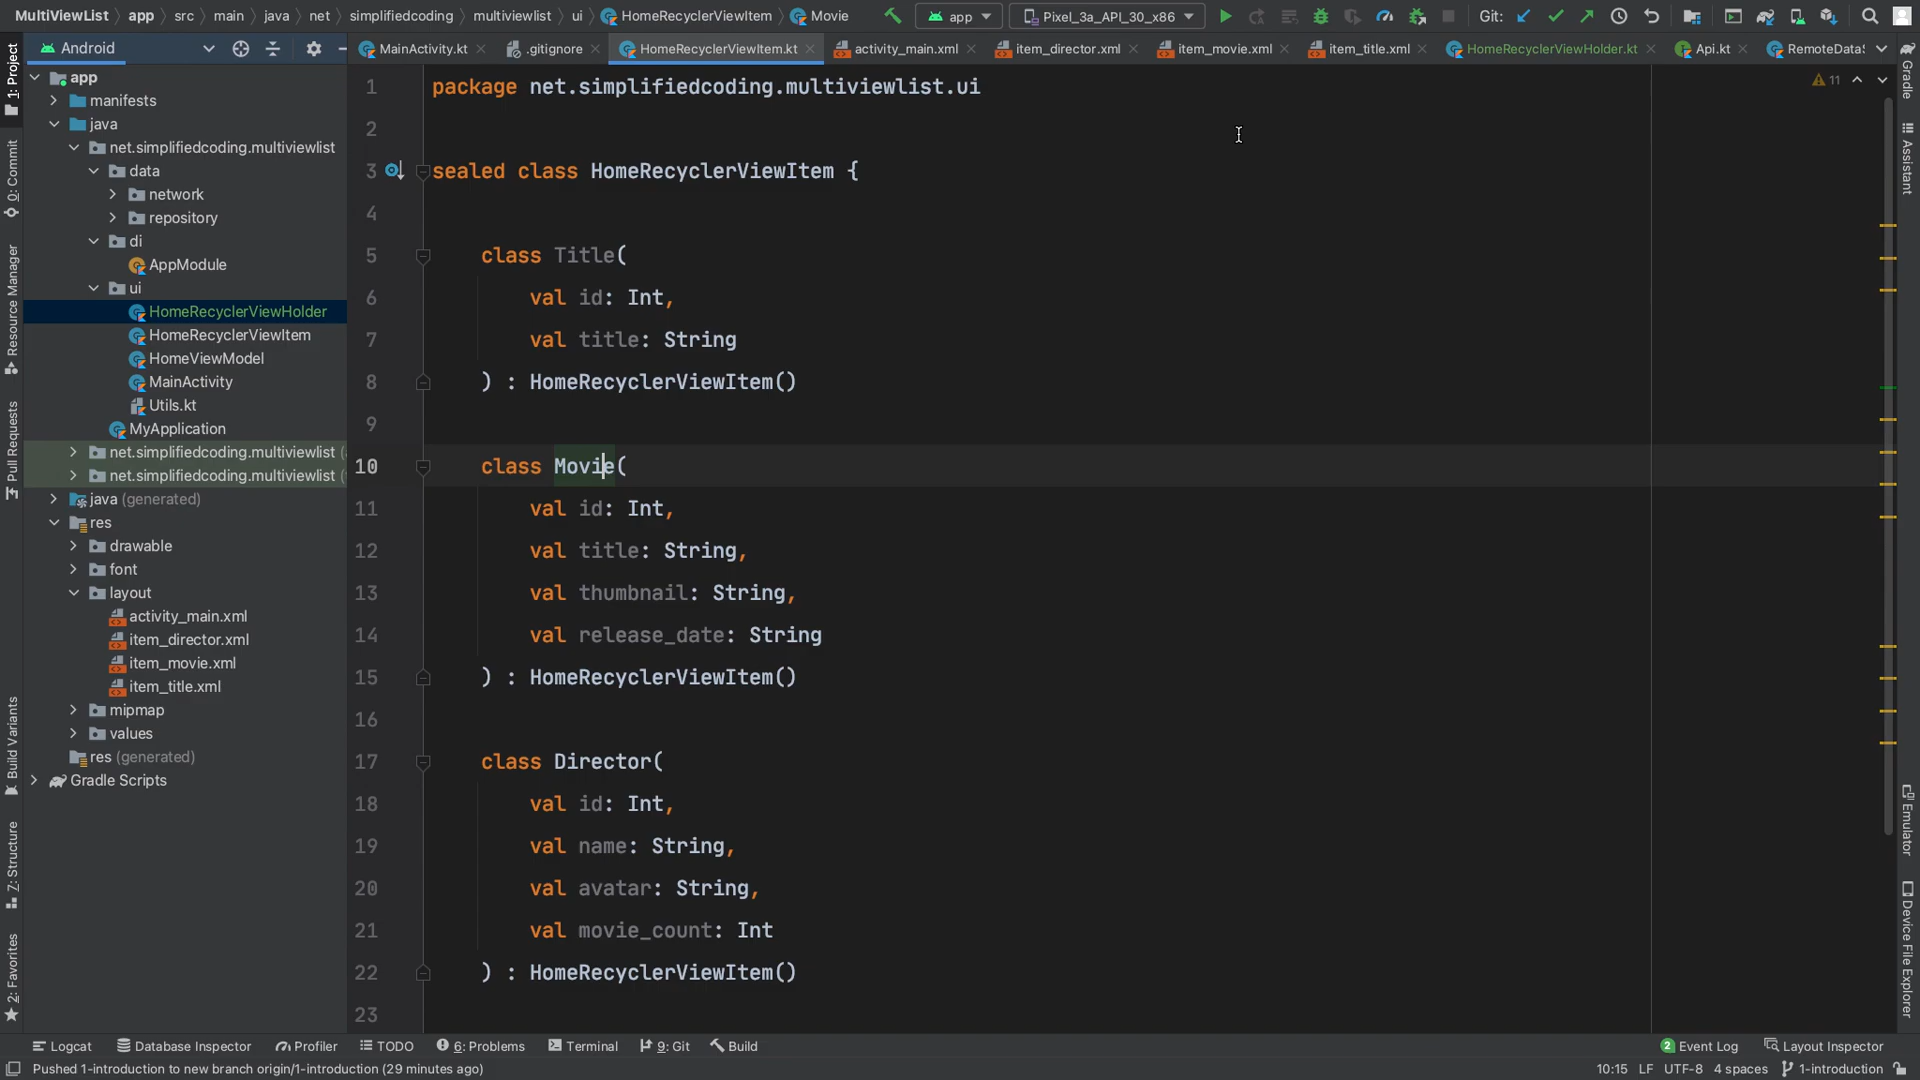 MultiViewList app src main java net simplifiedcoding multiviewlist ui HomeRecyclerViewItem Movie app Pixel_3a_API_30_x86 Git:
Android MainActivity.kt .gitignore HomeRecyclerViewItem.kt activity_main.xml item_director.xml item_movie.xml item_title.xml HomeRecyclerViewHolder.kt Api.kt RemoteData
1: Project
0: Commit
Resource Manager
Pull Requests
Build Variants
7: Structure
2: Favorites
app
manifests
java
net.simplifiedcoding.multiviewlist
data
network
repository
di
AppModule
ui
HomeRecyclerViewHolder
HomeRecyclerViewItem
HomeViewModel
MainActivity
Utils.kt
MyApplication
net.simplifiedcoding.multiviewlist (
net.simplifiedcoding.multiviewlist (
java (generated)
res
drawable
font
layout
activity_main.xml
item_director.xml
item_movie.xml
item_title.xml
mipmap
values
res (generated)
Gradle Scripts
1 package net.simplifiedcoding.multiviewlist.ui
2
3 sealed class HomeRecyclerViewItem {
4
5 class Title(
6 val id: Int,
7 val title: String
8 ) : HomeRecyclerViewItem()
9
10 class Movie(
11 val id: Int,
12 val title: String,
13 val thumbnail: String,
14 val release_date: String
15 ) : HomeRecyclerViewItem()
16
17 class Director(
18 val id: Int,
19 val name: String,
20 val avatar: String,
21 val movie_count: Int
22 ) : HomeRecyclerViewItem()
23
11
Gradle
Assistant
Emulator
Device File Explorer
Logcat Database Inspector Profiler TODO 6: Problems Terminal 9: Git Build 2 Event Log Layout Inspector
Pushed 1-introduction to new branch origin/1-introduction (29 minutes ago) 10:15 LF UTF-8 4 spaces 1-introduction